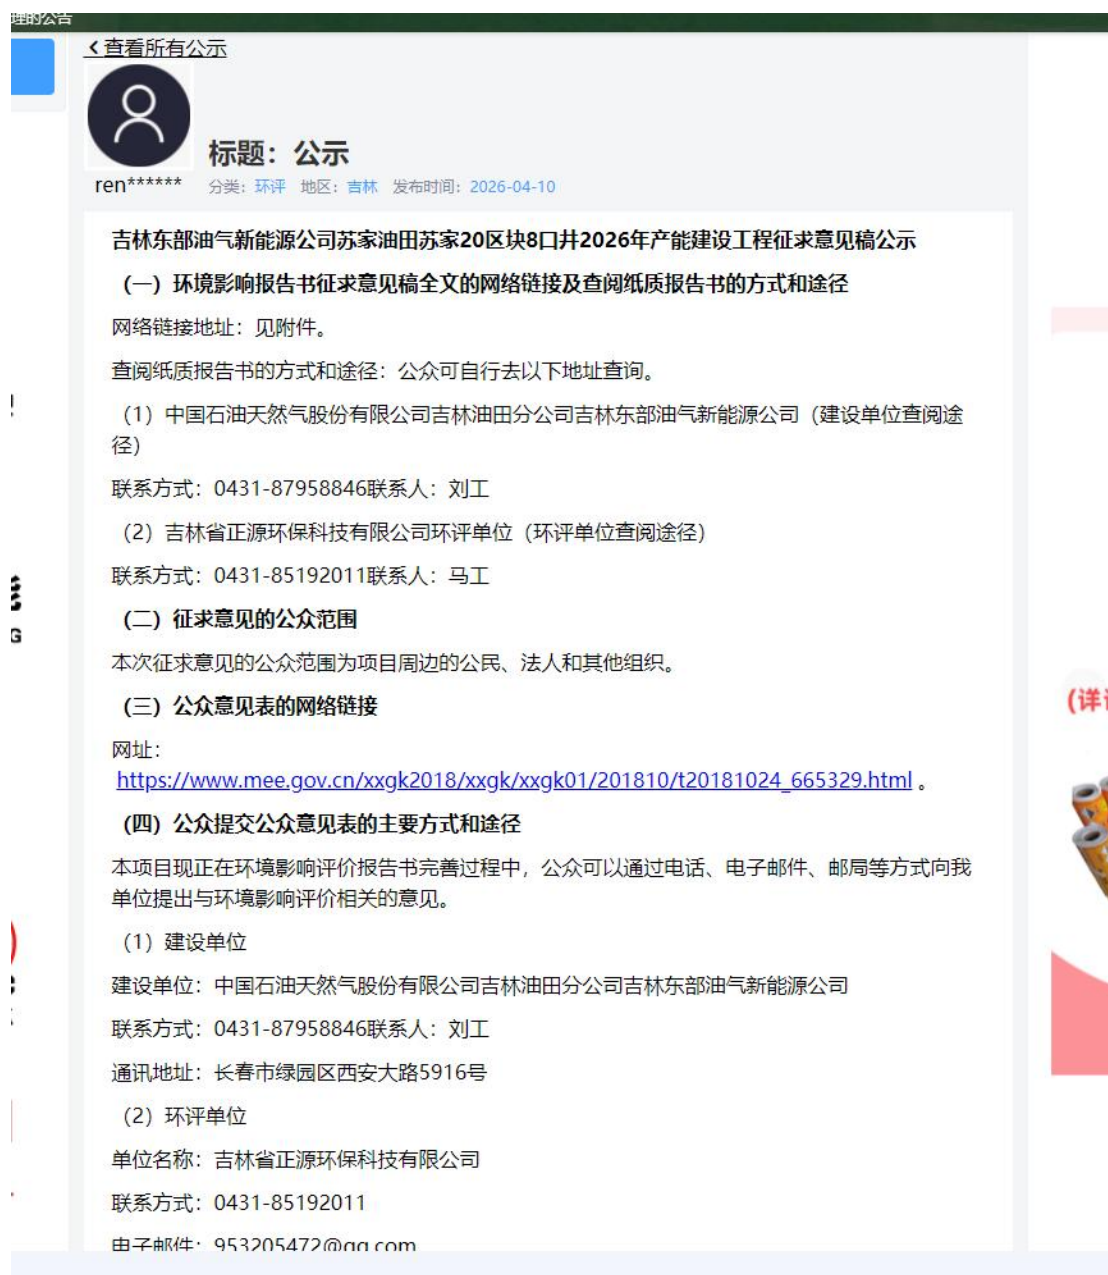 理的公告
查看所有公示
标题：公示
ren******
分类：环评 地区：吉林 发布时间：2026-04-10
吉林东部油气新能源公司苏家油田苏家20区块8口井2026年产能建设工程征求意见稿公示
（一）环境影响报告书征求意见稿全文的网络链接及查阅纸质报告书的方式和途径
网络链接地址：见附件。
查阅纸质报告书的方式和途径：公众可自行去以下地址查询。
（1）中国石油天然气股份有限公司吉林油田分公司吉林东部油气新能源公司（建设单位查阅途
径）
联系方式：0431-87958846联系人：刘工
（2）吉林省正源环保科技有限公司环评单位（环评单位查阅途径）
联系方式：0431-85192011联系人：马工
（二）征求意见的公众范围
本次征求意见的公众范围为项目周边的公民、法人和其他组织。
（三）公众意见表的网络链接
网址：
https://www.mee.gov.cn/xxgk2018/xxgk/xxgk01/201810/t20181024_665329.html 。
（四）公众提交公众意见表的主要方式和途径
本项目现正在环境影响评价报告书完善过程中，公众可以通过电话、电子邮件、邮局等方式向我
单位提出与环境影响评价相关的意见。
（1）建设单位
建设单位：中国石油天然气股份有限公司吉林油田分公司吉林东部油气新能源公司
联系方式：0431-87958846联系人：刘工
通讯地址：长春市绿园区西安大路5916号
（2）环评单位
单位名称：吉林省正源环保科技有限公司
联系方式：0431-85192011
电子邮件：953205472@qq.com
G
(详